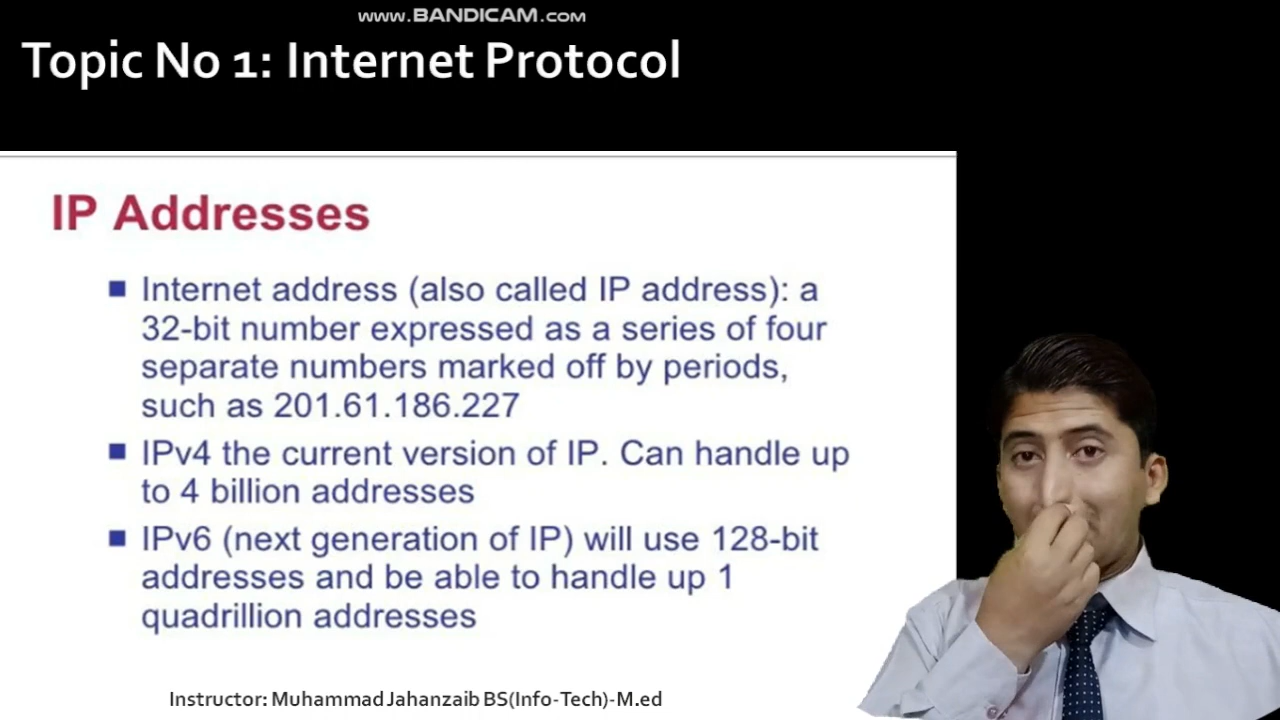 www.BANDICAM.com
Topic No 1: Internet Protocol
IP Addresses
Internet address (also called IP address): a
32-bit number expressed as a series of four
separate numbers marked off by periods,
such as 201.61.186.227
IPv4 the current version of IP. Can handle up
to 4 billion addresses
IPv6 (next generation of IP) will use 128-bit
addresses and be able to handle up 1
quadrillion addresses
Instructor: Muhammad Jahanzaib BS(Info-Tech)-M.ed